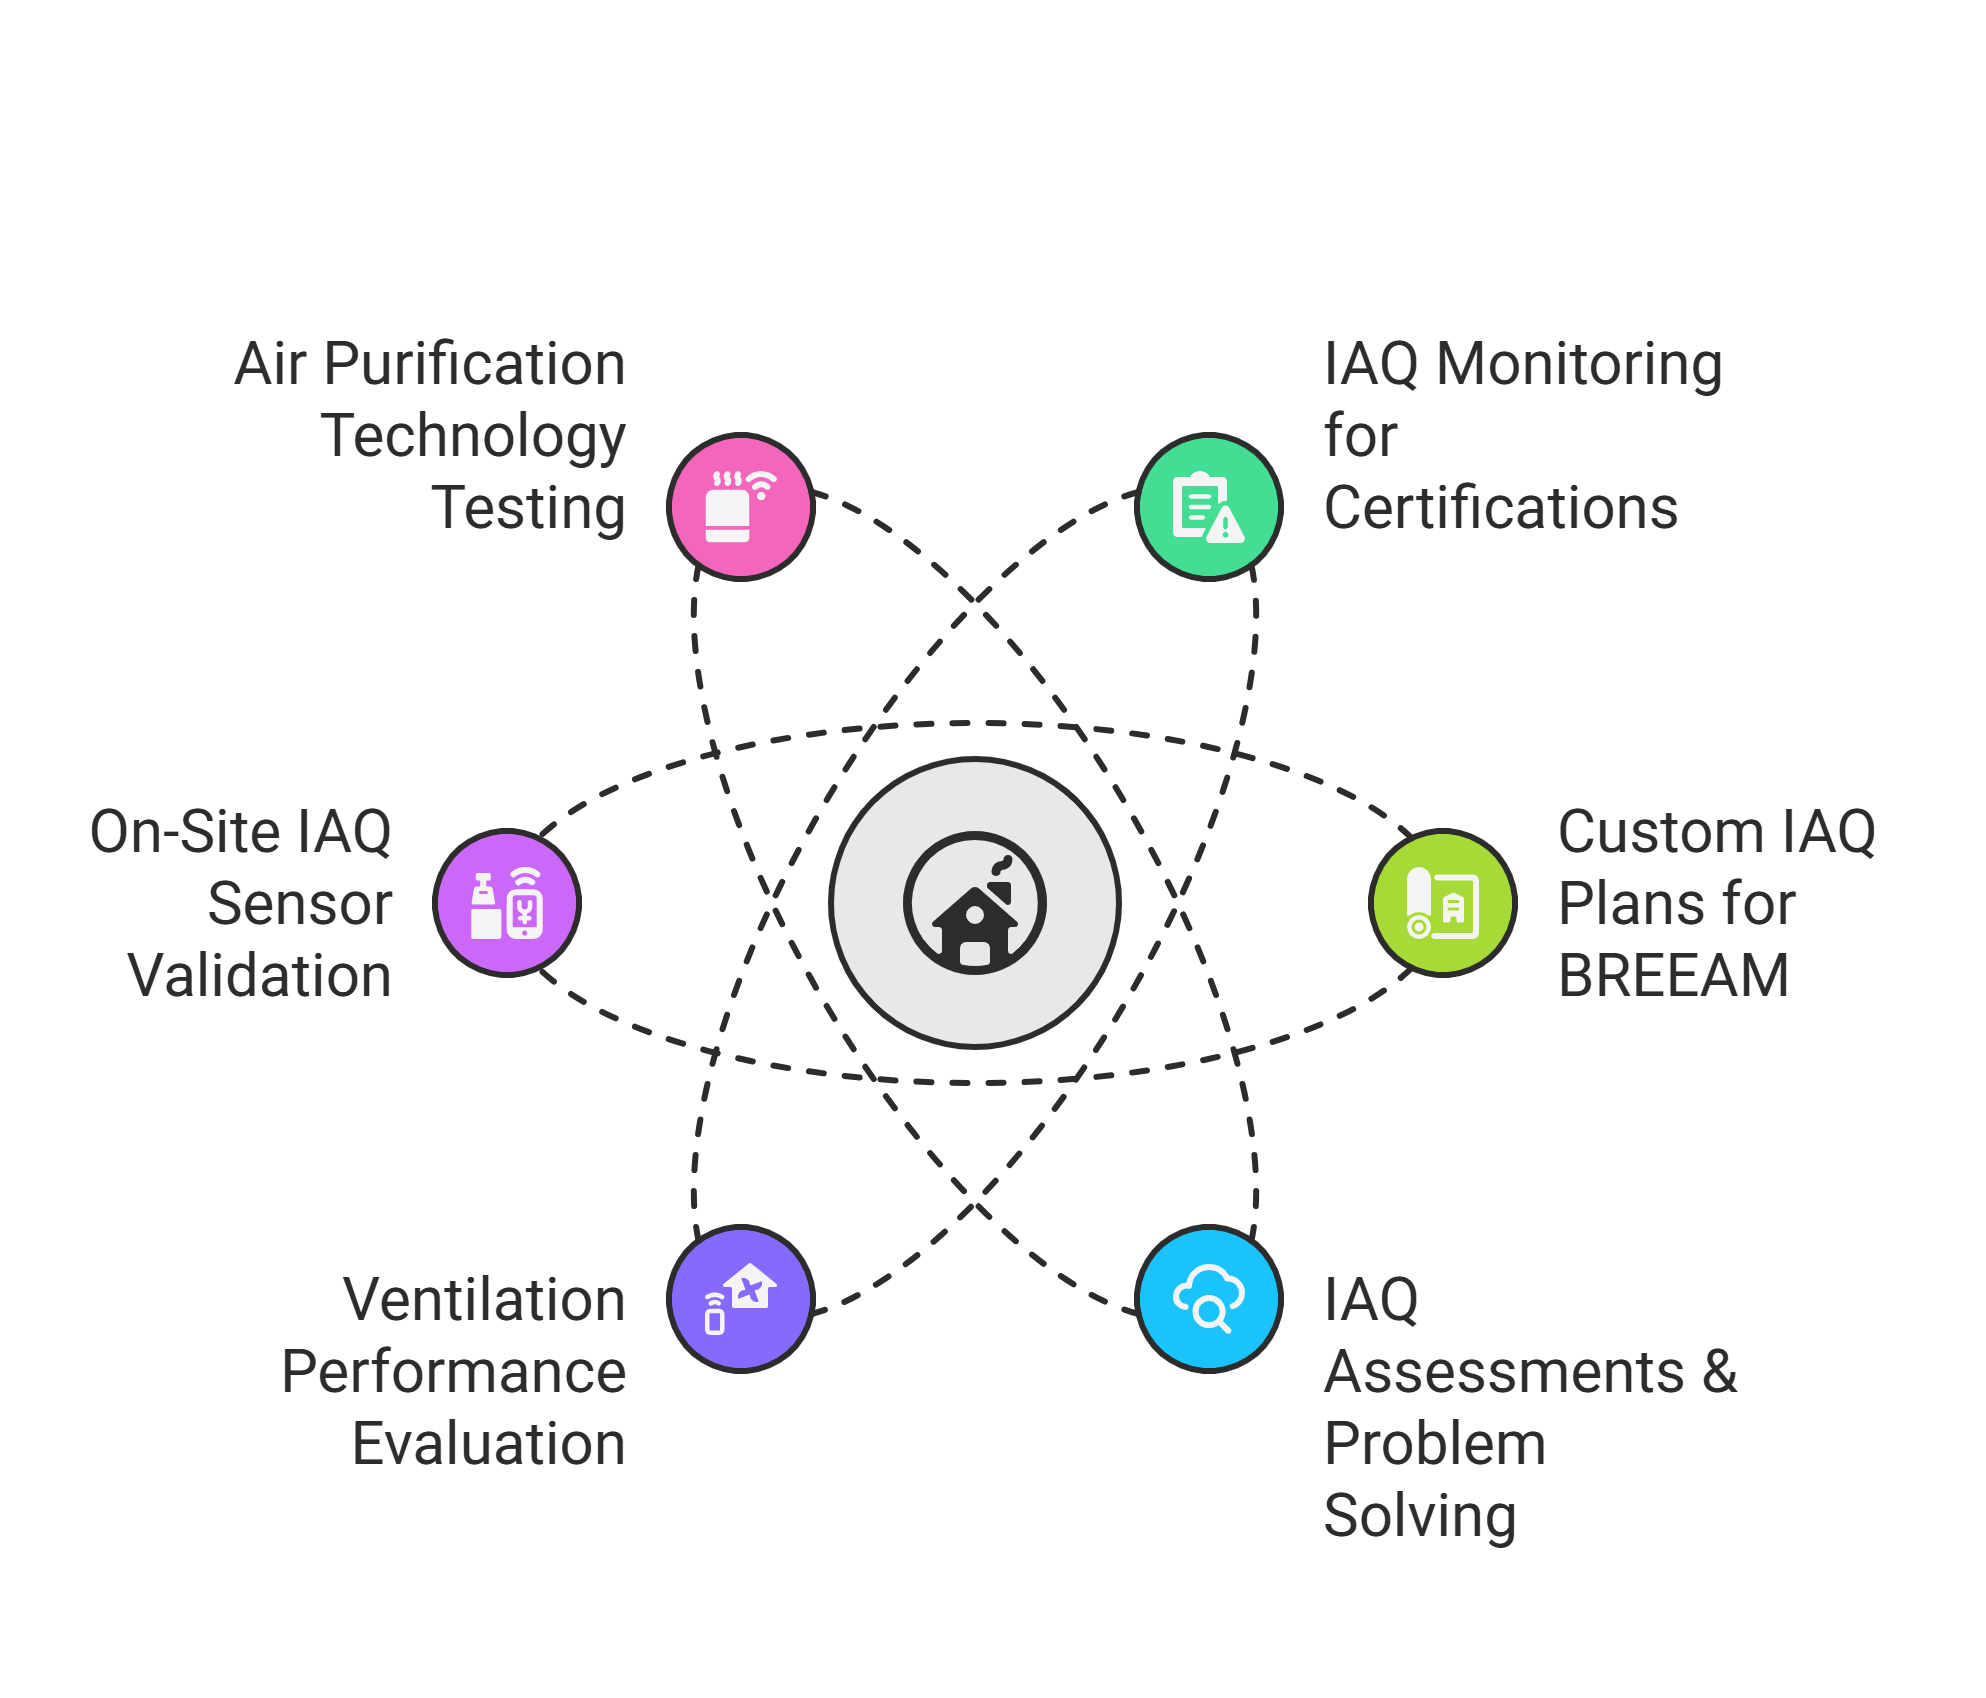 Air Purification
Technology
Testing
IAQ Monitoring
for
Certifications
On-Site IAQ
Sensor
Validation
Custom IAQ
Plans for
BREEAM
Ventilation
Performance
Evaluation
IAQ
Assessments &
Problem
Solving